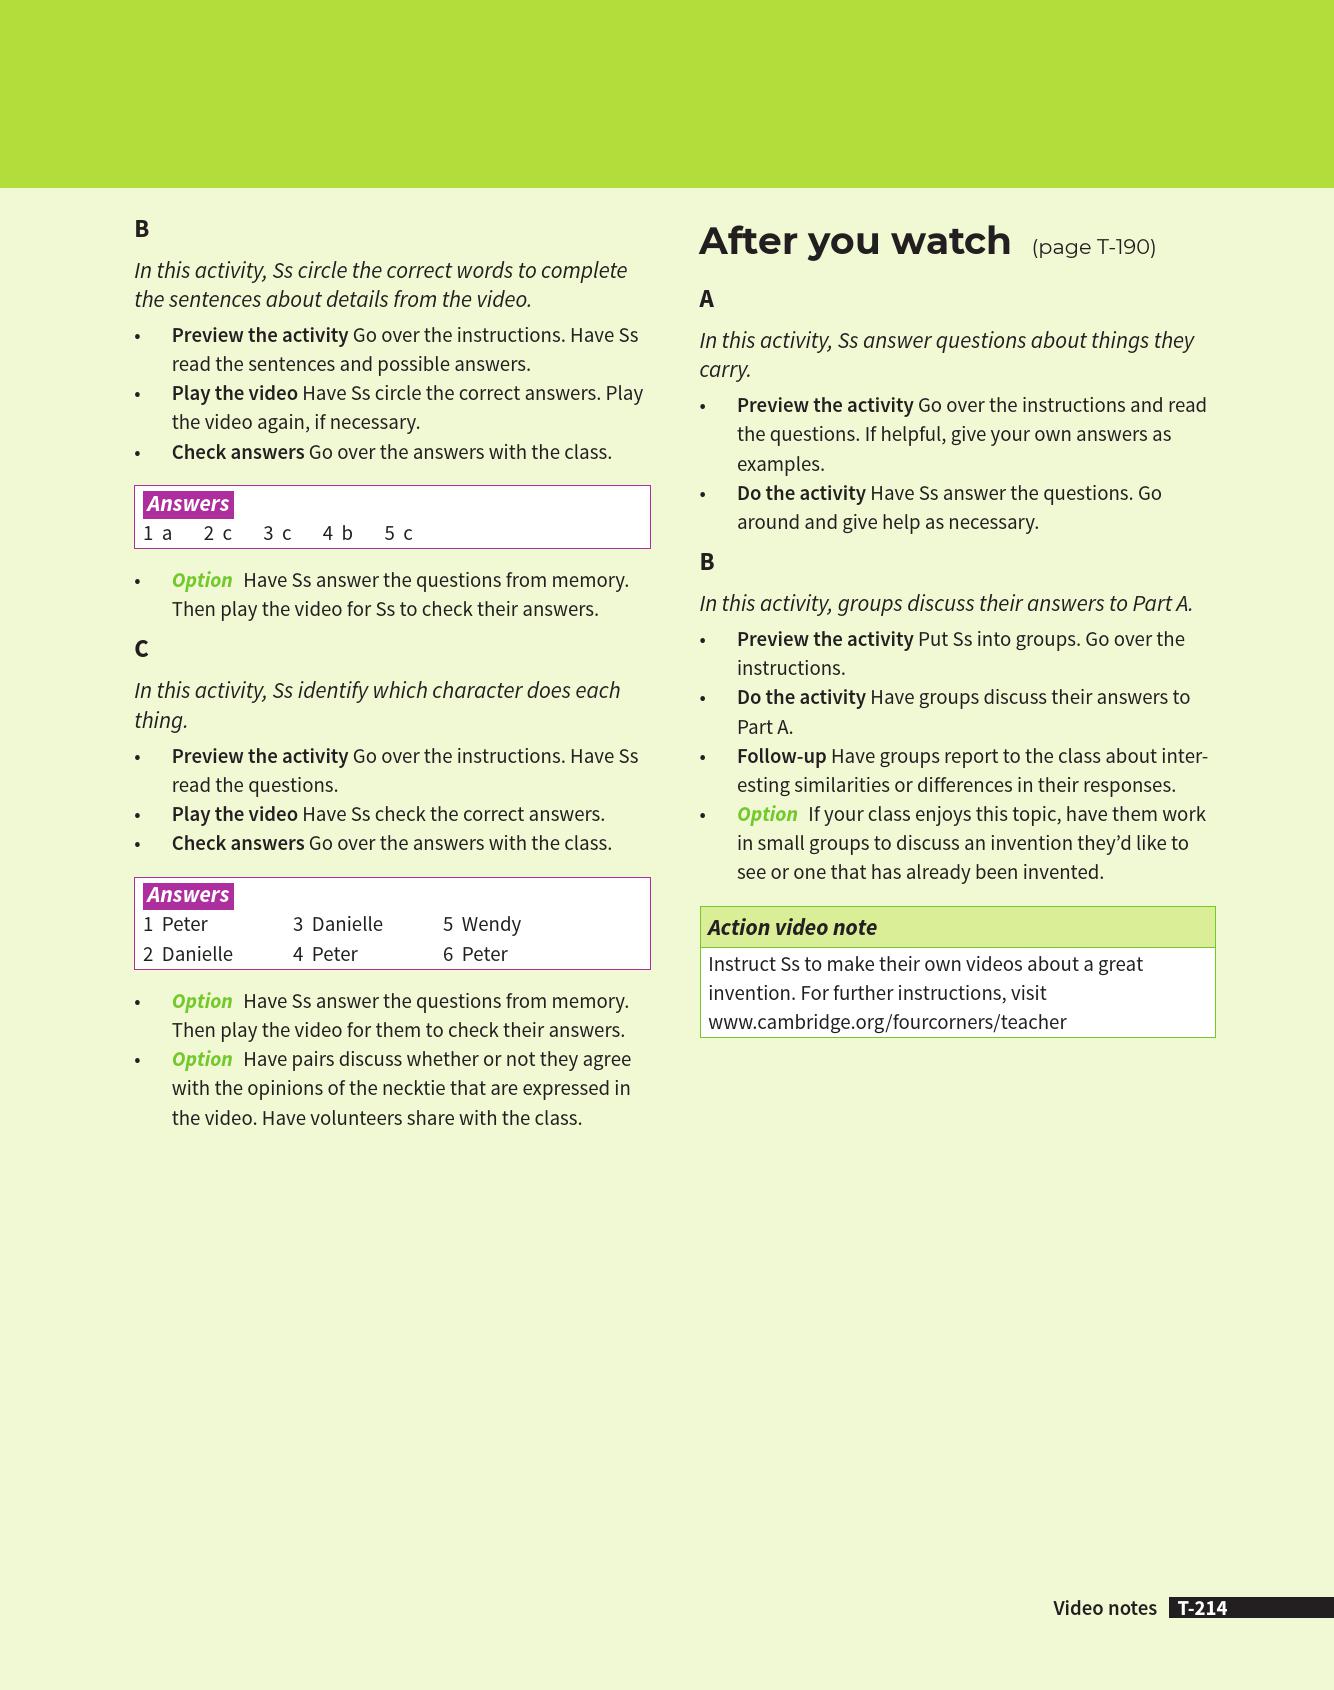 B
In this activity, Ss circle the correct words to complete
the sentences about details from the video.
• Preview the activity Go over the instructions. Have Ss
read the sentences and possible answers.
• Play the video Have Ss circle the correct answers. Play
the video again, if necessary.
• Check answers Go over the answers with the class.
Answers
1 a 2 c 3 c 4 b 5 c
• Option Have Ss answer the questions from memory.
Then play the video for Ss to check their answers.
C
In this activity, Ss identify which character does each
thing.
• Preview the activity Go over the instructions. Have Ss
read the questions.
• Play the video Have Ss check the correct answers.
• Check answers Go over the answers with the class.
Answers
1 Peter 3 Danielle 5 Wendy
2 Danielle 4 Peter 6 Peter
• Option Have Ss answer the questions from memory.
Then play the video for them to check their answers.
• Option Have pairs discuss whether or not they agree
with the opinions of the necktie that are expressed in
the video. Have volunteers share with the class.
After you watch (page T-190)
A
In this activity, Ss answer questions about things they
carry.
• Preview the activity Go over the instructions and read
the questions. If helpful, give your own answers as
examples.
• Do the activity Have Ss answer the questions. Go
around and give help as necessary.
B
In this activity, groups discuss their answers to Part A.
• Preview the activity Put Ss into groups. Go over the
instructions.
• Do the activity Have groups discuss their answers to
Part A.
• Follow-up Have groups report to the class about inter-
esting similarities or differences in their responses.
• Option If your class enjoys this topic, have them work
in small groups to discuss an invention they’d like to
see or one that has already been invented.
Action video note
Instruct Ss to make their own videos about a great
invention. For further instructions, visit
www.cambridge.org/fourcorners/teacher
Video notes T-214